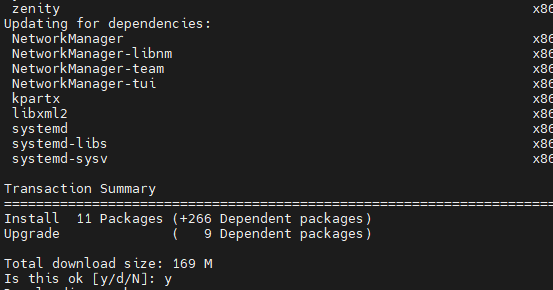 zenity x86
Updating for dependencies:
NetworkManager x86
NetworkManager-libnm x86
NetworkManager-team x86
NetworkManager-tui x86
kpartx x86
libxml2 x86
systemd x86
systemd-libs x86
systemd-sysv x86
Transaction Summary
================================================================================
Install  11 Packages (+266 Dependent packages)
Upgrade              (   9 Dependent packages)
Total download size: 169 M
Is this ok [y/d/N]: y